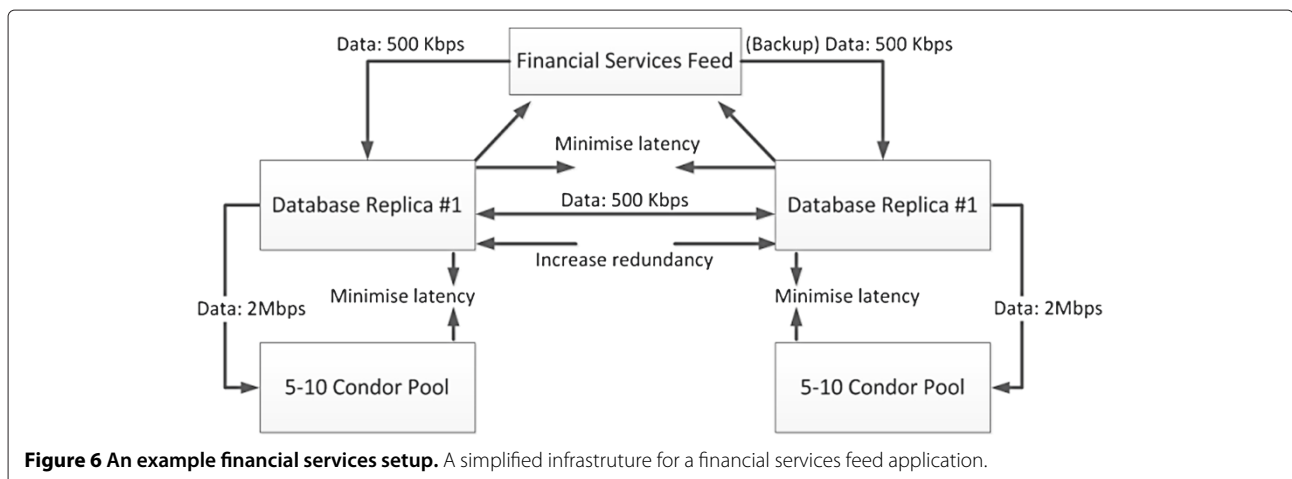 Data: 500 Kbps
(Backup) Data: 500 Kbps
Financial Services Feed
Minimise latency
Database Replica #1
Data: 500 Kbps
Database Replica #1
Increase redundancy
Minimise latency
Minimise latency
Data: 2Mbps
Data: 2Mbps
5-10 Condor Pool
5-10 Condor Pool
Figure 6 An example financial services setup. A simplified infrastruture for a financial services feed application.